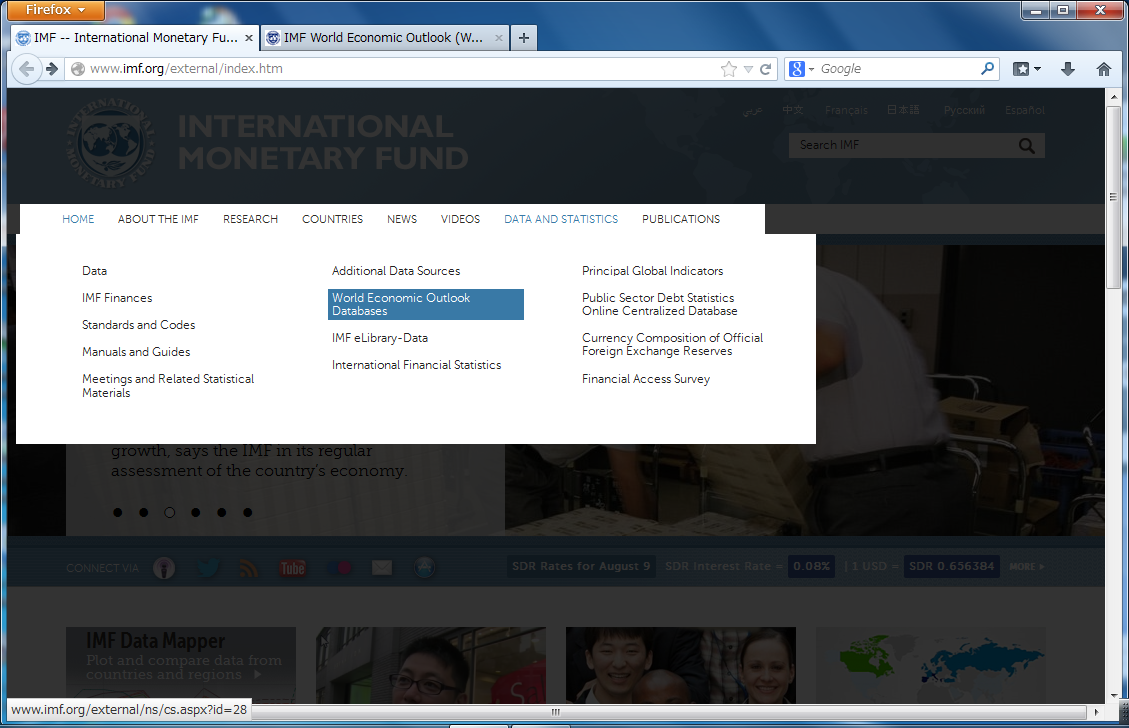 Firefox
IMF -- International Monetary Fu...
IMF World Economic Outlook (W...
www.imf.org/external/index.htm
Google
INTERNATIONAL MONETARY FUND
INTERNATIONAL
MONETARY FUND
عربي 中文 Français 日本語 Русский Español
Search IMF
HOME ABOUT THE IMF RESEARCH COUNTRIES NEWS VIDEOS DATA AND STATISTICS PUBLICATIONS
Data
IMF Finances
Standards and Codes
Manuals and Guides
Meetings and Related Statistical
Materials
Additional Data Sources
World Economic Outlook
Databases
IMF eLibrary-Data
International Financial Statistics
Principal Global Indicators
Public Sector Debt Statistics
Online Centralized Database
Currency Composition of Official
Foreign Exchange Reserves
Financial Access Survey
growth, says the IMF in its regular
assessment of the country's economy.
CONNECT VIA
You Tube
SDR Rates for August 9 SDR Interest Rate = 0.08% | 1 USD = SDR 0.656384 MORE
IMF Data Mapper
Plot and compare data from
countries and regions
www.imf.org/external/ns/cs.aspx?id=28